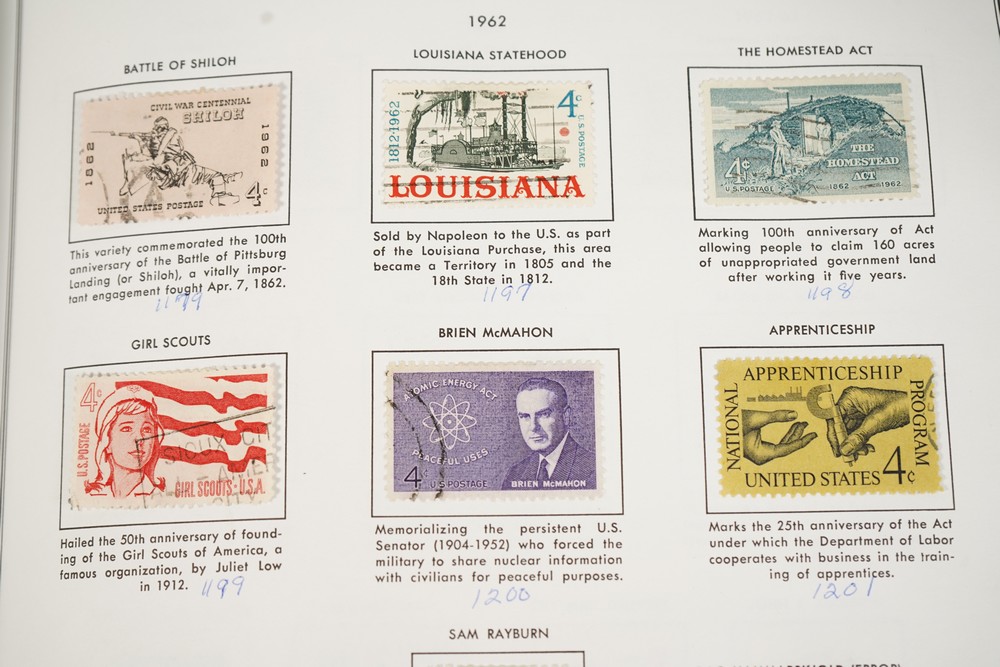 1962
BATTLE OF SHILOH
CIVIL WAR CENTENNIAL
SHILOH
1862
1962
4c
UNITED STATES POSTAGE
This variety commemorated the 100th
anniversary of the Battle of Pittsburg
Landing (or Shiloh), a vitally impor-
tant engagement fought Apr. 7, 1862.
1179
LOUISIANA STATEHOOD
1812·1962
4c
U.S. POSTAGE
LOUISIANA
Sold by Napoleon to the U.S. as part
of the Louisiana Purchase, this area
became a Territory in 1805 and the
18th State in 1812.
1197
THE HOMESTEAD ACT
THE
HOMESTEAD
ACT
4¢
U.S. POSTAGE
1862
1962
Marking 100th anniversary of Act
allowing people to claim 160 acres
of unappropriated government land
after working it five years.
1198
GIRL SCOUTS
4c
U.S. POSTAGE
SIOUX CI
GIRL SCOUTS · U.S.A.
Hailed the 50th anniversary of found-
ing of the Girl Scouts of America, a
famous organization, by Juliet Low
in 1912.
1199
BRIEN McMAHON
ATOMIC ENERGY ACT
PEACEFUL USES
4c
U.S. POSTAGE
BRIEN McMAHON
Memorializing the persistent U.S.
Senator (1904-1952) who forced the
military to share nuclear information
with civilians for peaceful purposes.
1200
APPRENTICESHIP
NATIONAL
APPRENTICESHIP
PROGRAM
UNITED STATES 4¢
Marks the 25th anniversary of the Act
under which the Department of Labor
cooperates with business in the train-
ing of apprentices.
1201
SAM RAYBURN
(ERROR)